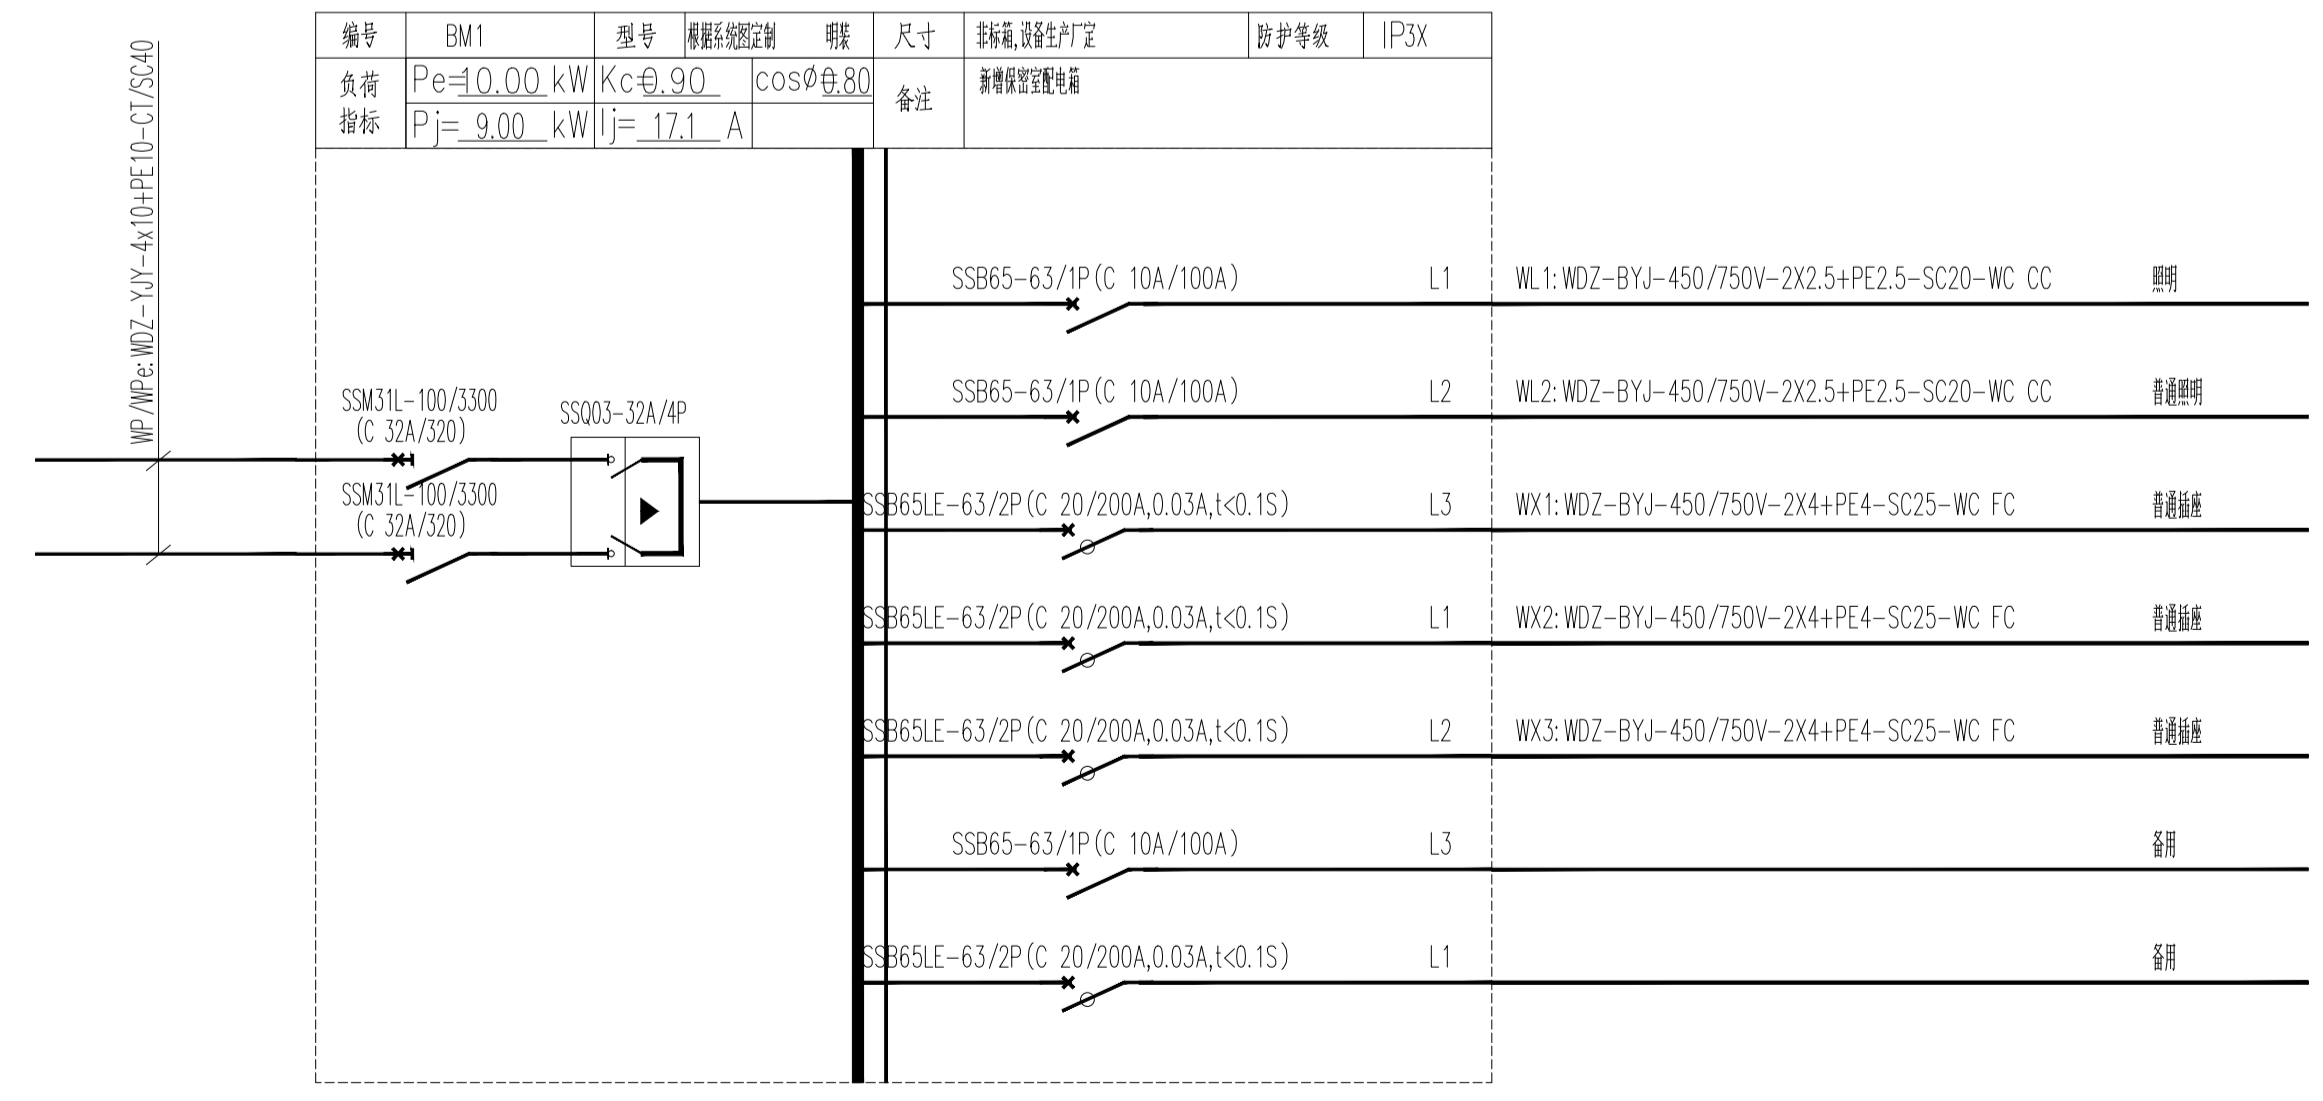 编号 BM1 型号 根据系统图定制 明装 尺寸 非标箱,设备生产厂定 防护等级 IP3X
负荷指标 Pe=10.00 kW Kc=0.90 cosØ=0.80 备注 新增保密室配电箱
Pj= 9.00 kW Ij= 17.1 A
WP/WPe:WDZ-YJY-4x10+PE10-CT/SC40
SSM31L-100/3300
(C 32A/320)
SSM31L-100/3300
(C 32A/320)
SSQ03-32A/4P
SSB65-63/1P(C 10A/100A) L1 WL1:WDZ-BYJ-450/750V-2X2.5+PE2.5-SC20-WC CC 照明
SSB65-63/1P(C 10A/100A) L2 WL2:WDZ-BYJ-450/750V-2X2.5+PE2.5-SC20-WC CC 普通照明
SSB65LE-63/2P(C 20/200A,0.03A,t<0.1S) L3 WX1:WDZ-BYJ-450/750V-2X4+PE4-SC25-WC FC 普通插座
SSB65LE-63/2P(C 20/200A,0.03A,t<0.1S) L1 WX2:WDZ-BYJ-450/750V-2X4+PE4-SC25-WC FC 普通插座
SSB65LE-63/2P(C 20/200A,0.03A,t<0.1S) L2 WX3:WDZ-BYJ-450/750V-2X4+PE4-SC25-WC FC 普通插座
SSB65-63/1P(C 10A/100A) L3 备用
SSB65LE-63/2P(C 20/200A,0.03A,t<0.1S) L1 备用